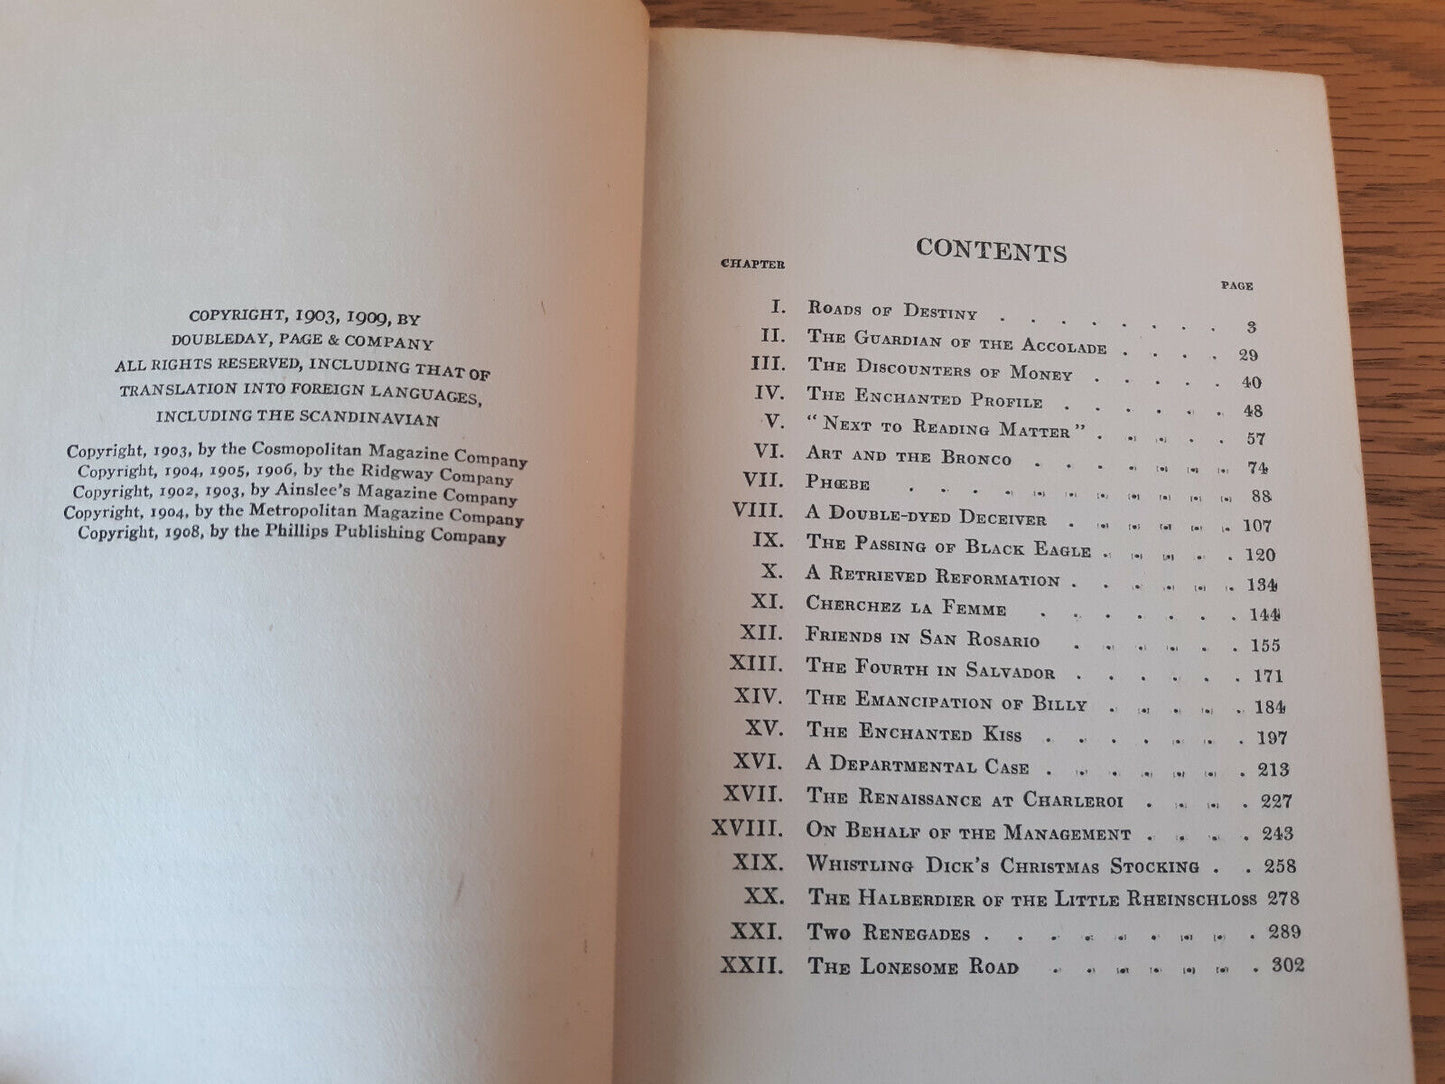 COPYRIGHT, 1903, 1909, BY
DOUBLEDAY, PAGE & COMPANY
ALL RIGHTS RESERVED, INCLUDING THAT OF
TRANSLATION INTO FOREIGN LANGUAGES,
INCLUDING THE SCANDINAVIAN
Copyright, 1903, by the Cosmopolitan Magazine Company
Copyright, 1904, 1905, 1906, by the Ridgway Company
Copyright, 1902, 1903, by Ainslee's Magazine Company
Copyright, 1904, by the Metropolitan Magazine Company
Copyright, 1908, by the Phillips Publishing Company
CONTENTS
CHAPTER PAGE
I. Roads of Destiny . . . . . . . . 3
II. The Guardian of the Accolade . . . . 29
III. The Discounters of Money . . . . . 40
IV. The Enchanted Profile . . . . . . 48
V. "Next to Reading Matter" . . . . . 57
VI. Art and the Bronco . . . . . . . 74
VII. Phœbe . . . . . . . . . . . 88
VIII. A Double-dyed Deceiver . . . . . . 107
IX. The Passing of Black Eagle . . . . . 120
X. A Retrieved Reformation . . . . . . 134
XI. Cherchez la Femme . . . . . . . 144
XII. Friends in San Rosario . . . . . . 155
XIII. The Fourth in Salvador . . . . . . 171
XIV. The Emancipation of Billy . . . . . 184
XV. The Enchanted Kiss . . . . . . . 197
XVI. A Departmental Case . . . . . . . 213
XVII. The Renaissance at Charleroi . . . . 227
XVIII. On Behalf of the Management . . . . 243
XIX. Whistling Dick's Christmas Stocking . . 258
XX. The Halberdier of the Little Rheinschloss 278
XXI. Two Renegades . . . . . . . . . 289
XXII. The Lonesome Road . . . . . . . 302